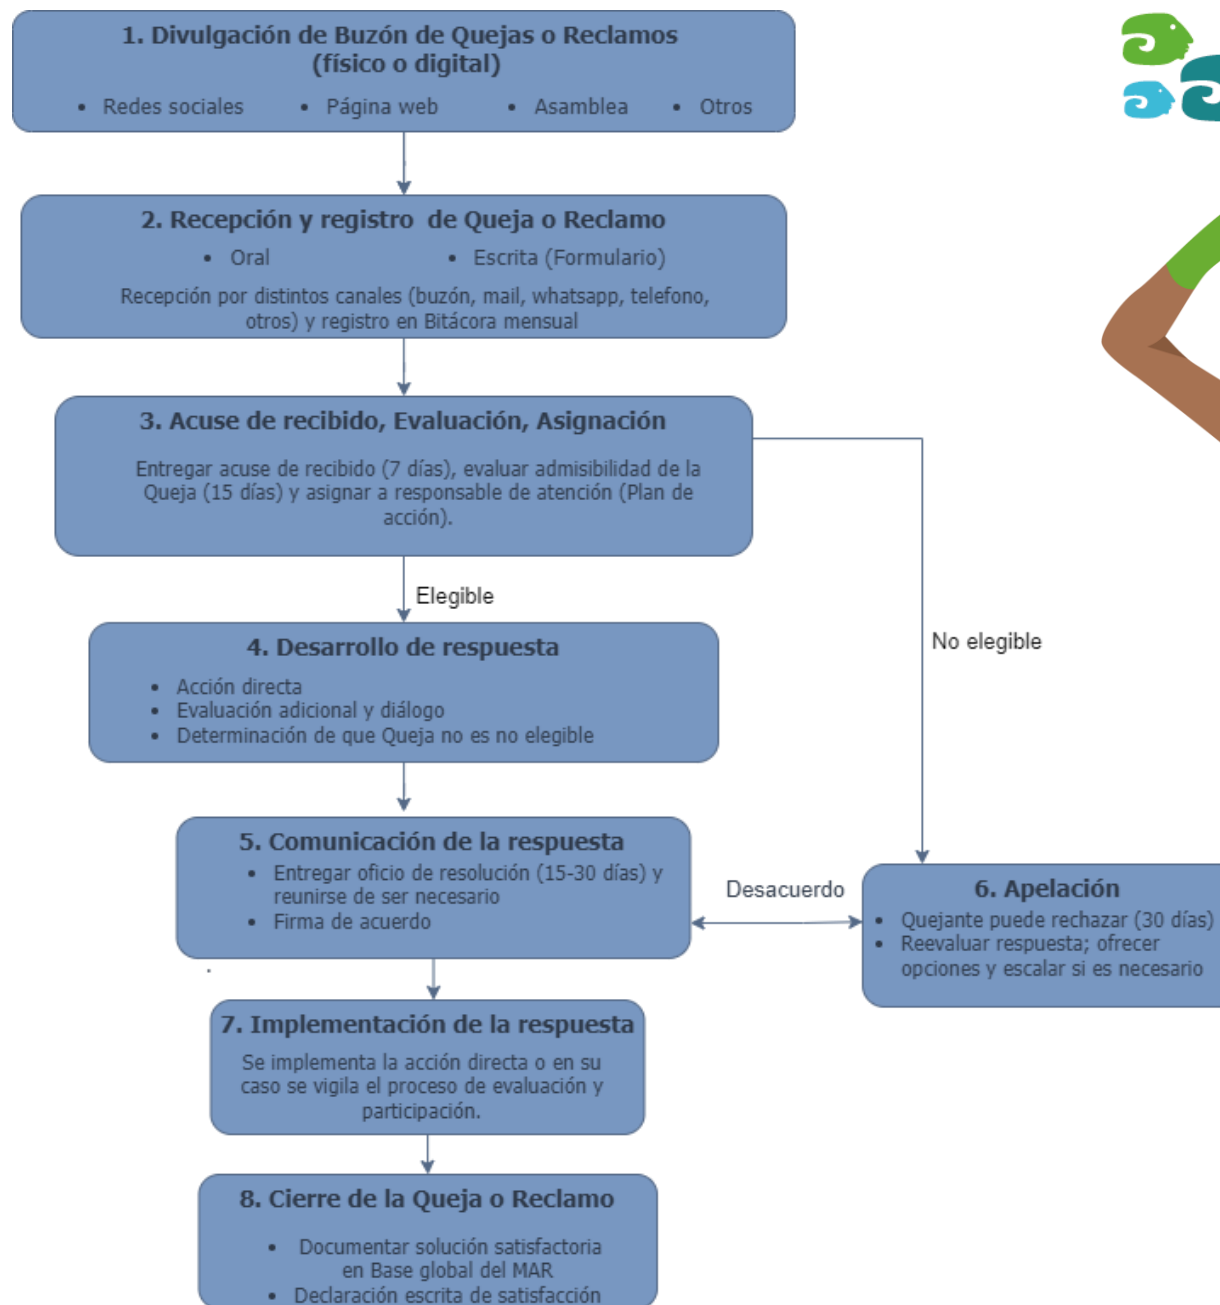 1. Divulgación de Buzón de Quejas o Reclamos
(físico o digital)
• Redes sociales • Página web • Asamblea • Otros
2. Recepción y registro de Queja o Reclamo
• Oral • Escrita (Formulario)
Recepción por distintos canales (buzón, mail, whatsapp, telefono,
otros) y registro en Bitácora mensual
3. Acuse de recibido, Evaluación, Asignación
Entregar acuse de recibido (7 días), evaluar admisibilidad de la
Queja (15 días) y asignar a responsable de atención (Plan de
acción).
Elegible
No elegible
4. Desarrollo de respuesta
• Acción directa
• Evaluación adicional y diálogo
• Determinación de que Queja no es no elegible
5. Comunicación de la respuesta
• Entregar oficio de resolución (15-30 días) y
reunirse de ser necesario
• Firma de acuerdo
Desacuerdo
6. Apelación
• Quejante puede rechazar (30 días)
• Reevaluar respuesta; ofrecer
opciones y escalar si es necesario
.
7. Implementación de la respuesta
Se implementa la acción directa o en su
caso se vigila el proceso de evaluación y
participación.
8. Cierre de la Queja o Reclamo
• Documentar solución satisfactoria
en Base global del MAR
• Declaración escrita de satisfacción